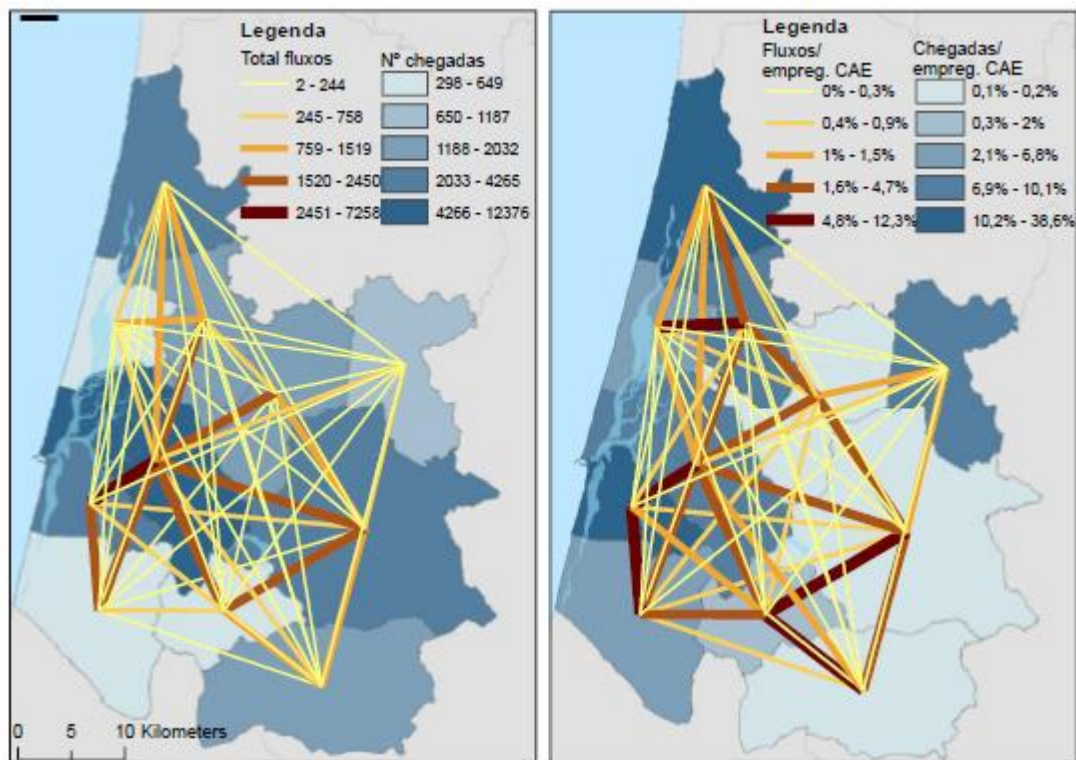 Legenda
Total fluxos
Nº chegadas
2 - 244
298 - 649
245 - 758
650 - 1187
759 - 1519
1188 - 2032
1520 - 2450
2033 - 4265
2451 - 7258
4266 - 12376
0 5 10 Kilometers
Legenda
Fluxos/
empreg. CAE
Chegadas/
empreg. CAE
0% - 0,3%
0,1% - 0,2%
0,4% - 0,9%
0,3% - 2%
1% - 1,5%
2,1% - 6,8%
1,6% - 4,7%
6,9% - 10,1%
4,8% - 12,3%
10,2% - 38,6%